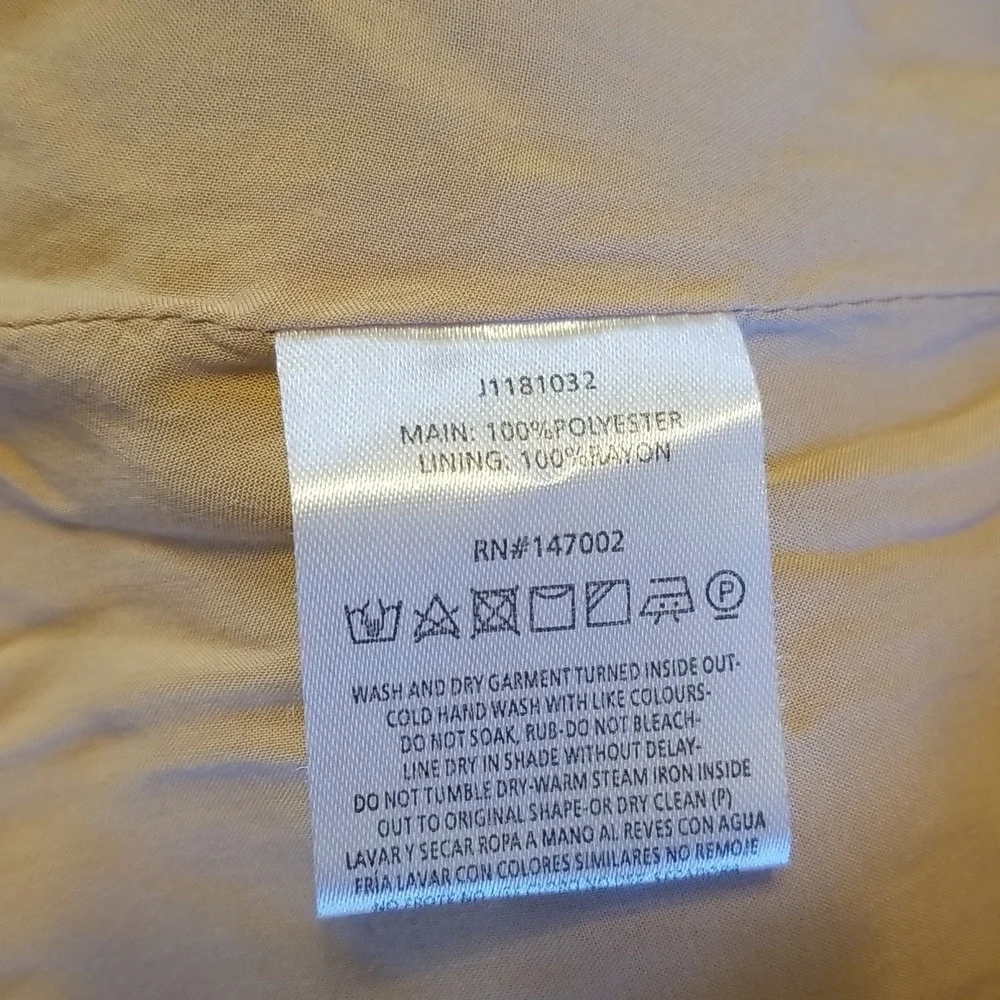 J1181032
MAIN: 100%POLYESTER
LINING: 100%RAYON
RN#147002
P
WASH AND DRY GARMENT TURNED INSIDE OUT-
COLD HAND WASH WITH LIKE COLOURS-
DO NOT SOAK, RUB-DO NOT BLEACH-
LINE DRY IN SHADE WITHOUT DELAY-
DO NOT TUMBLE DRY-WARM STEAM IRON INSIDE
OUT TO ORIGINAL SHAPE-OR DRY CLEAN (P)
LAVAR Y SECAR ROPA A MANO AL REVES CON AGUA
FRIA LAVAR CON COLORES SIMILARES NO REMOJE